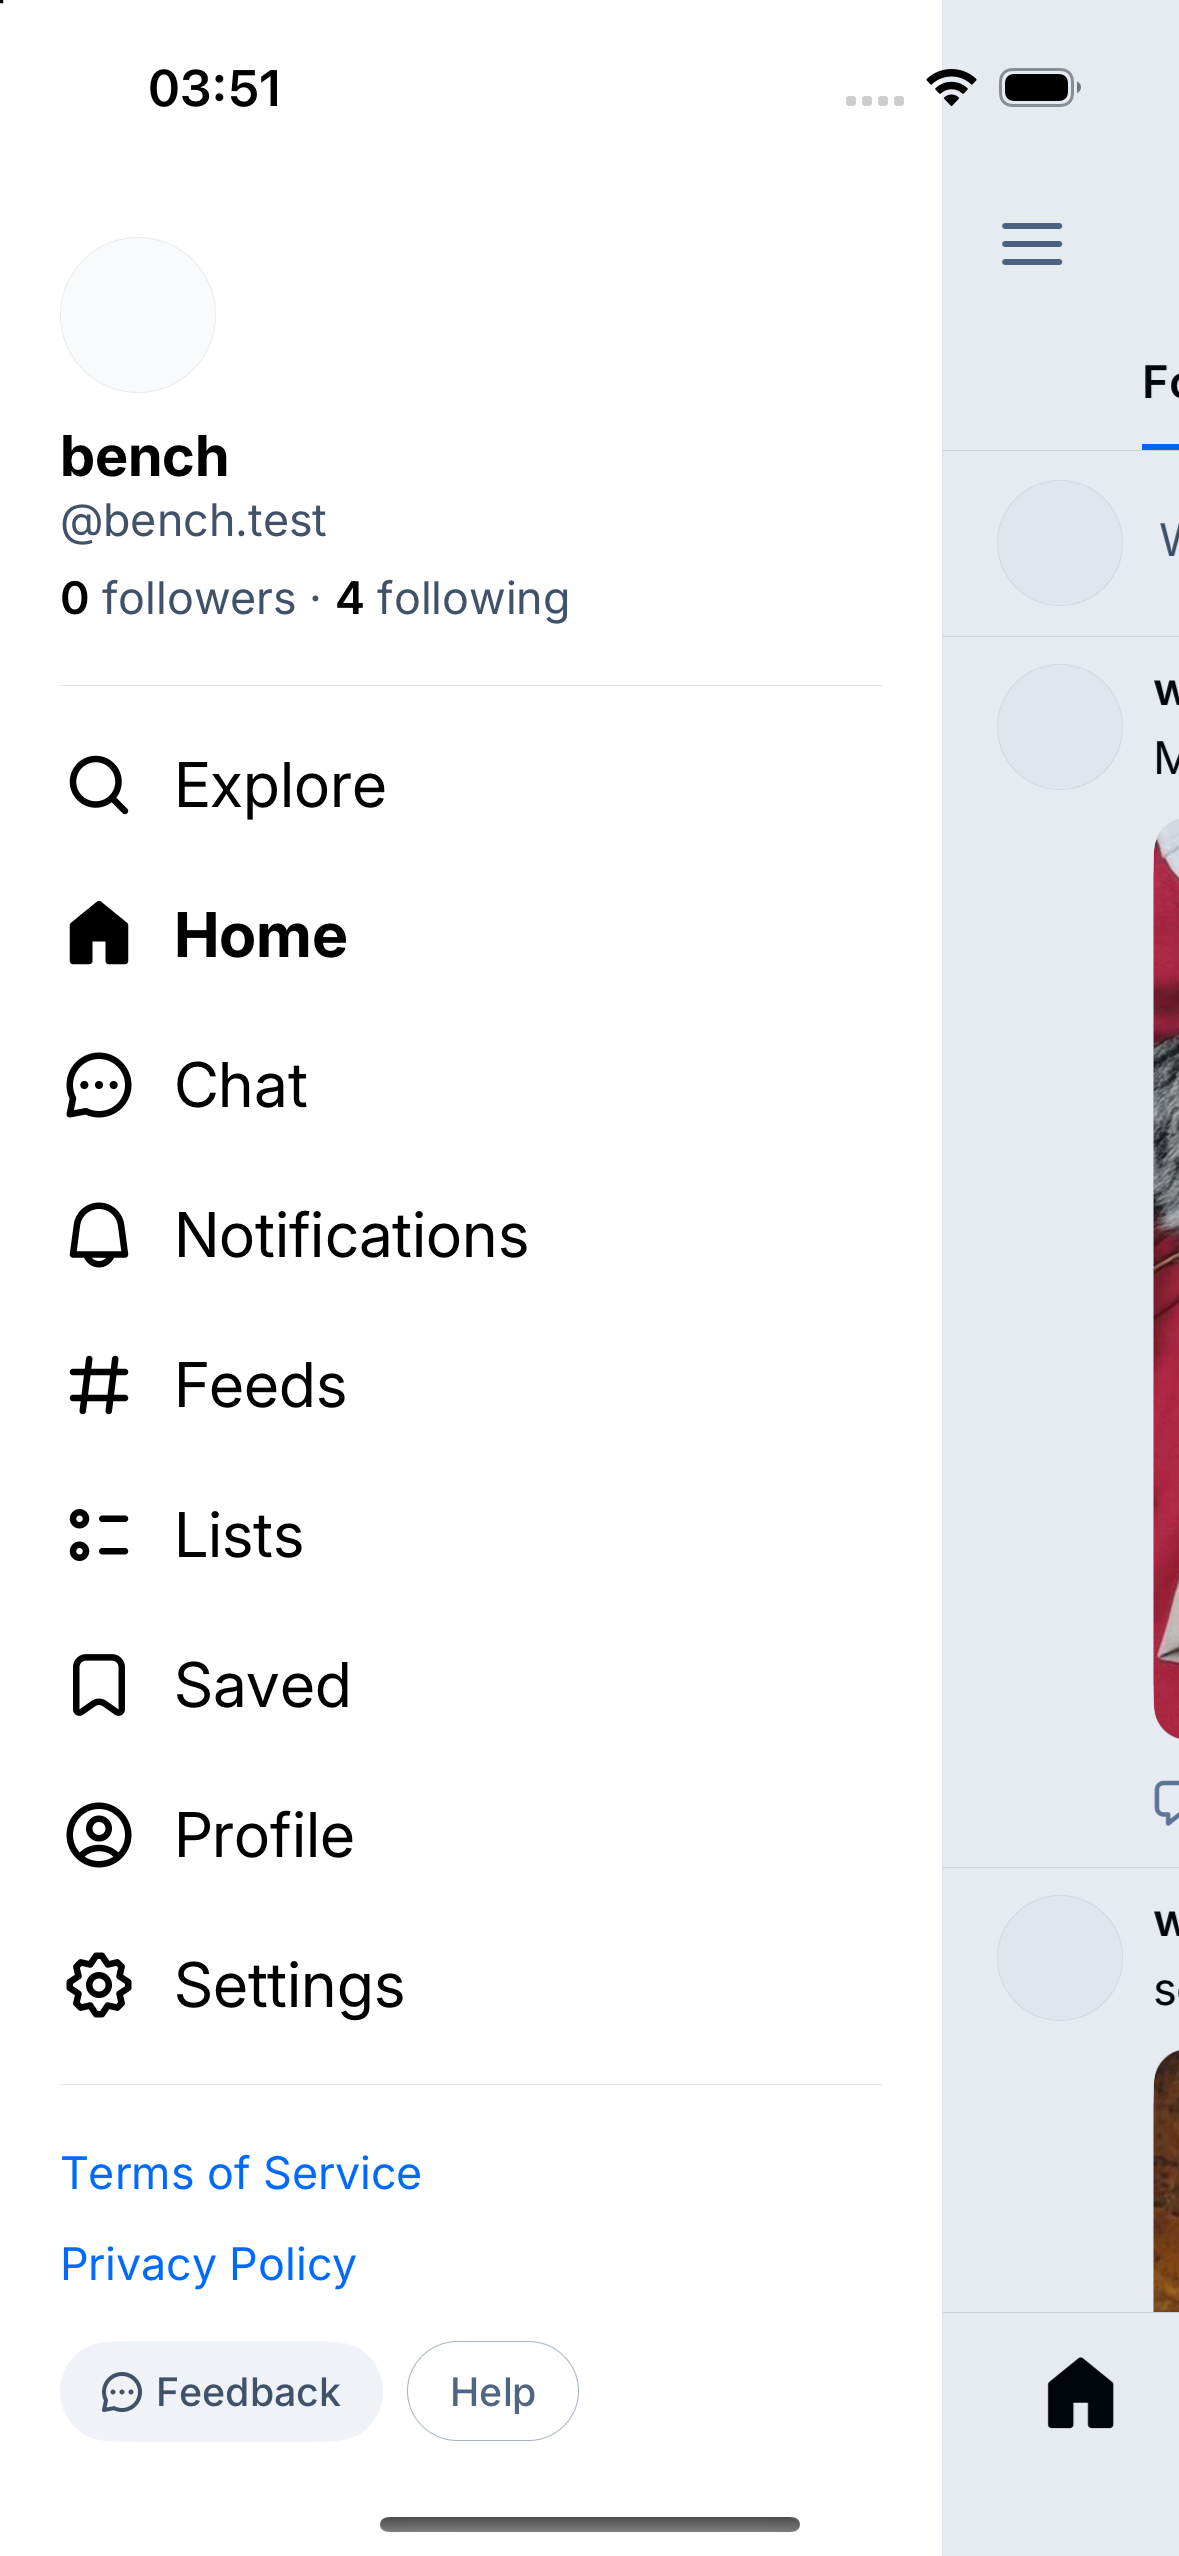 03:51
bench
@bench.test
0 followers · 4 following
Explore
Home
Chat
Notifications
Feeds
Lists
Saved
Profile
Settings
Terms of Service
Privacy Policy
Feedback
Help